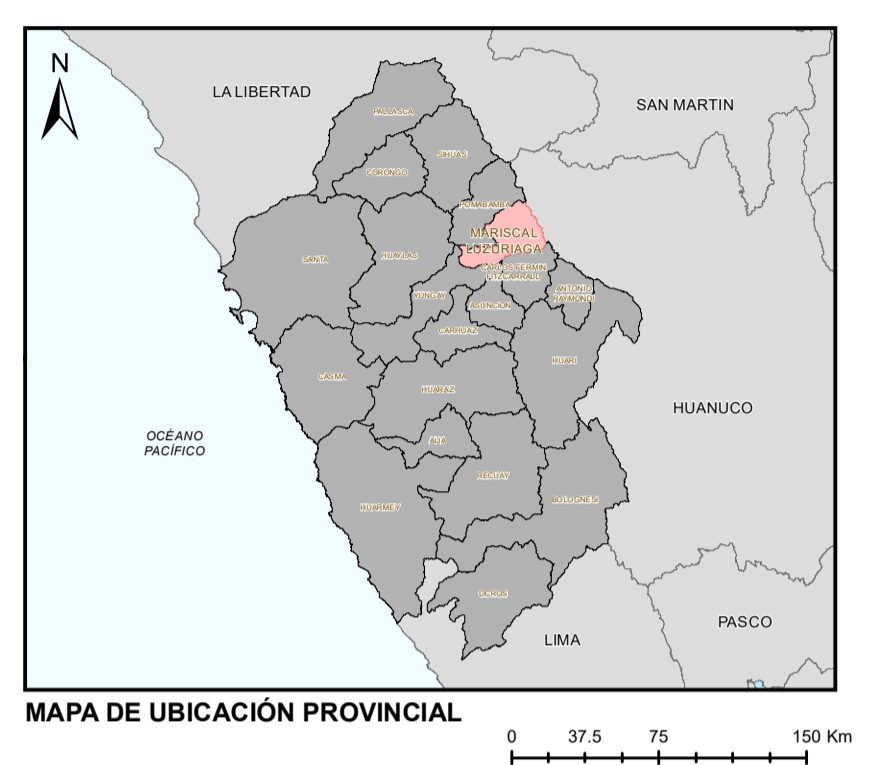 N
LA LIBERTAD
SAN MARTIN
PALLASCA
SIHUAS
CORONGO
POMABAMBA
MARISCAL
LUZURIAGA
SANTA
HUAYLAS
CARLOS FERMIN
FITZCARRALD
ANTONIO
RAYMONDI
YUNGAY
ASUNCION
CARHUAZ
HUARI
CASMA
HUARAZ
HUANUCO
OCÉANO
PACÍFICO
AIJA
RECUAY
BOLOGNESI
HUARMEY
OCROS
LIMA
PASCO
MAPA DE UBICACIÓN PROVINCIAL
0 37.5 75 150 Km